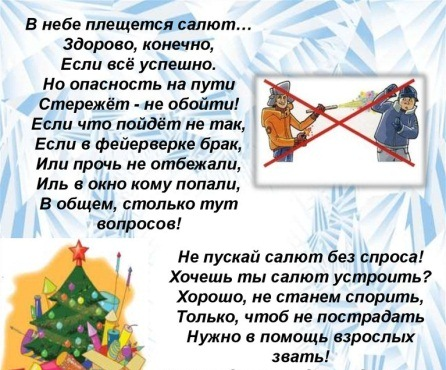 В небе плещется салют...
Здорово, конечно,
Если всё успешно.
Но опасность на пути
Стережёт - не обойти!
Если что пойдёт не так,
Если в фейерверке брак,
Или прочь не отбежали,
Иль в окно кому попали,
В общем, столько тут
вопросов!
Не пускай салют без спроса!
Хочешь ты салют устроить?
Хорошо, не станем спорить,
Только, чтоб не пострадать
Нужно в помощь взрослых
звать!